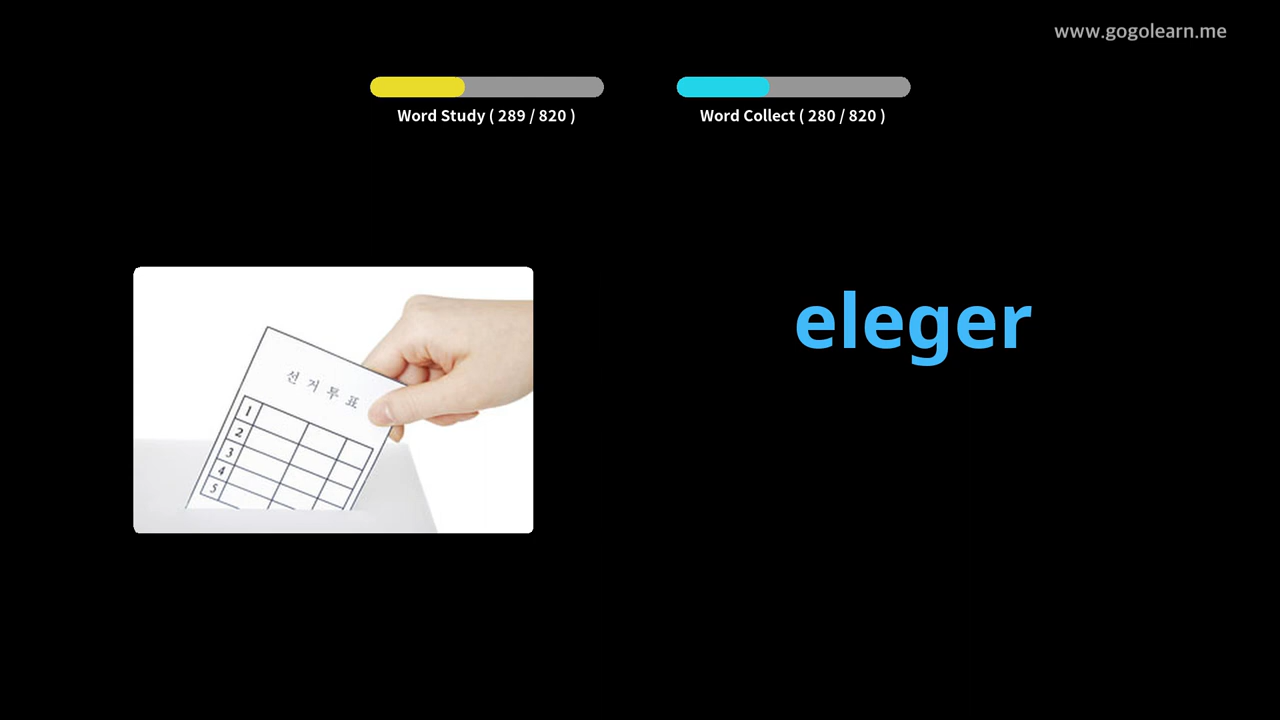 www.gogolearn.me
Word Study ( 289 / 820 )
Word Collect ( 280 / 820 )
eleger
선거투표
1
2
3
4
5